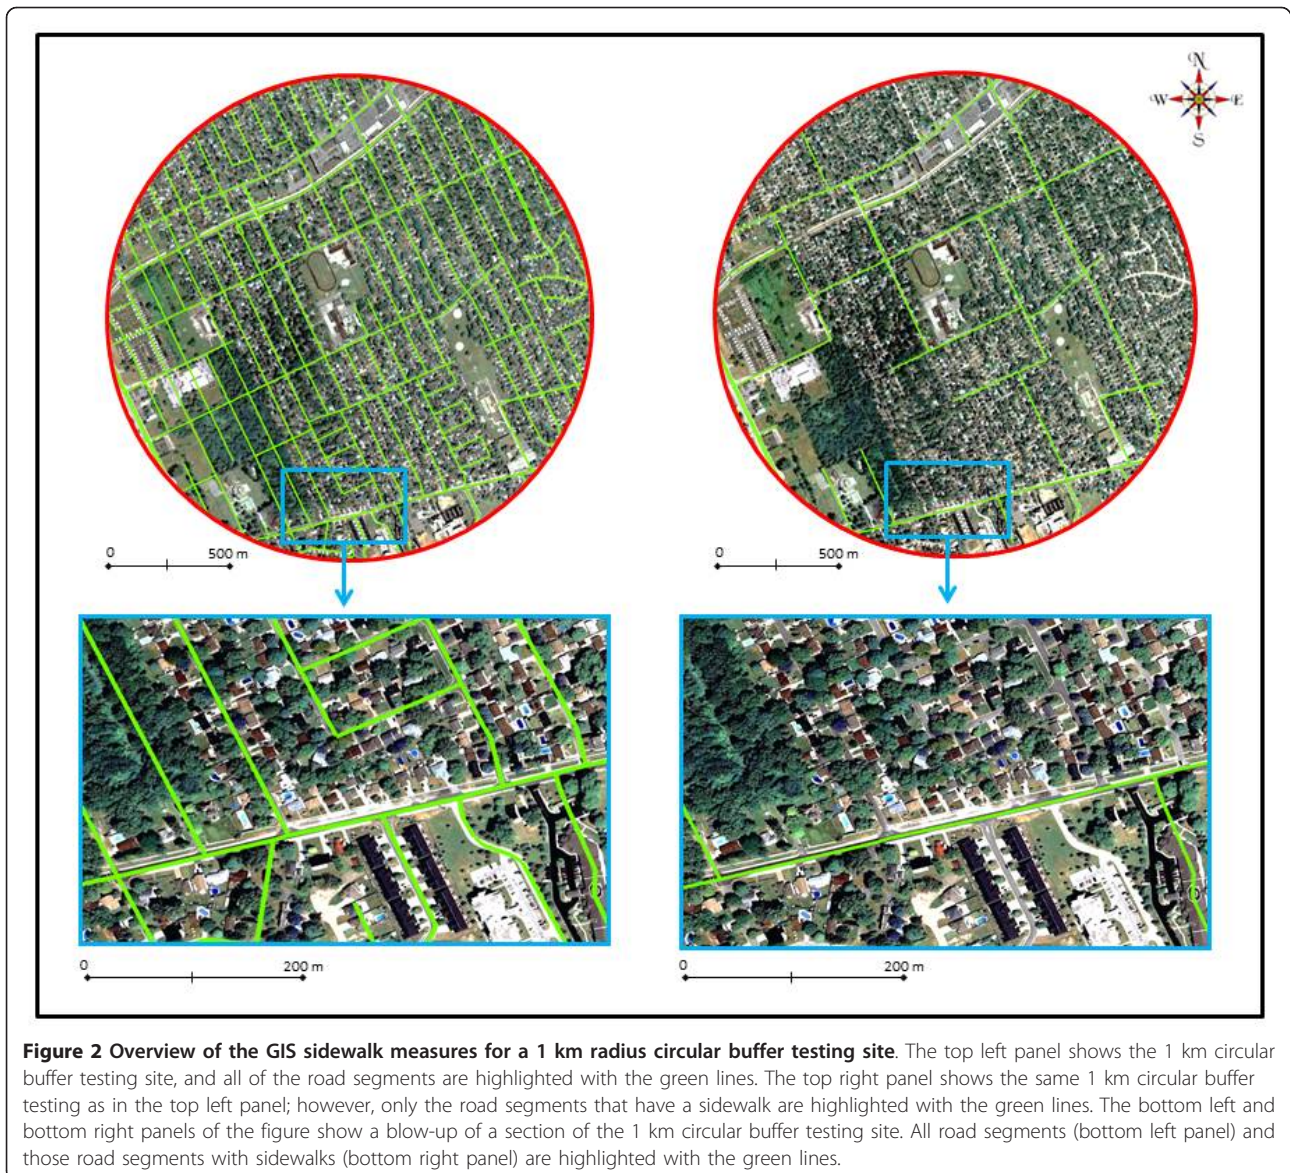 N
W E
S
0 500 m
0 500 m
0 200 m
0 200 m
Figure 2 Overview of the GIS sidewalk measures for a 1 km radius circular buffer testing site. The top left panel shows the 1 km circular
buffer testing site, and all of the road segments are highlighted with the green lines. The top right panel shows the same 1 km circular buffer
testing as in the top left panel; however, only the road segments that have a sidewalk are highlighted with the green lines. The bottom left and
bottom right panels of the figure show a blow-up of a section of the 1 km circular buffer testing site. All road segments (bottom left panel) and
those road segments with sidewalks (bottom right panel) are highlighted with the green lines.